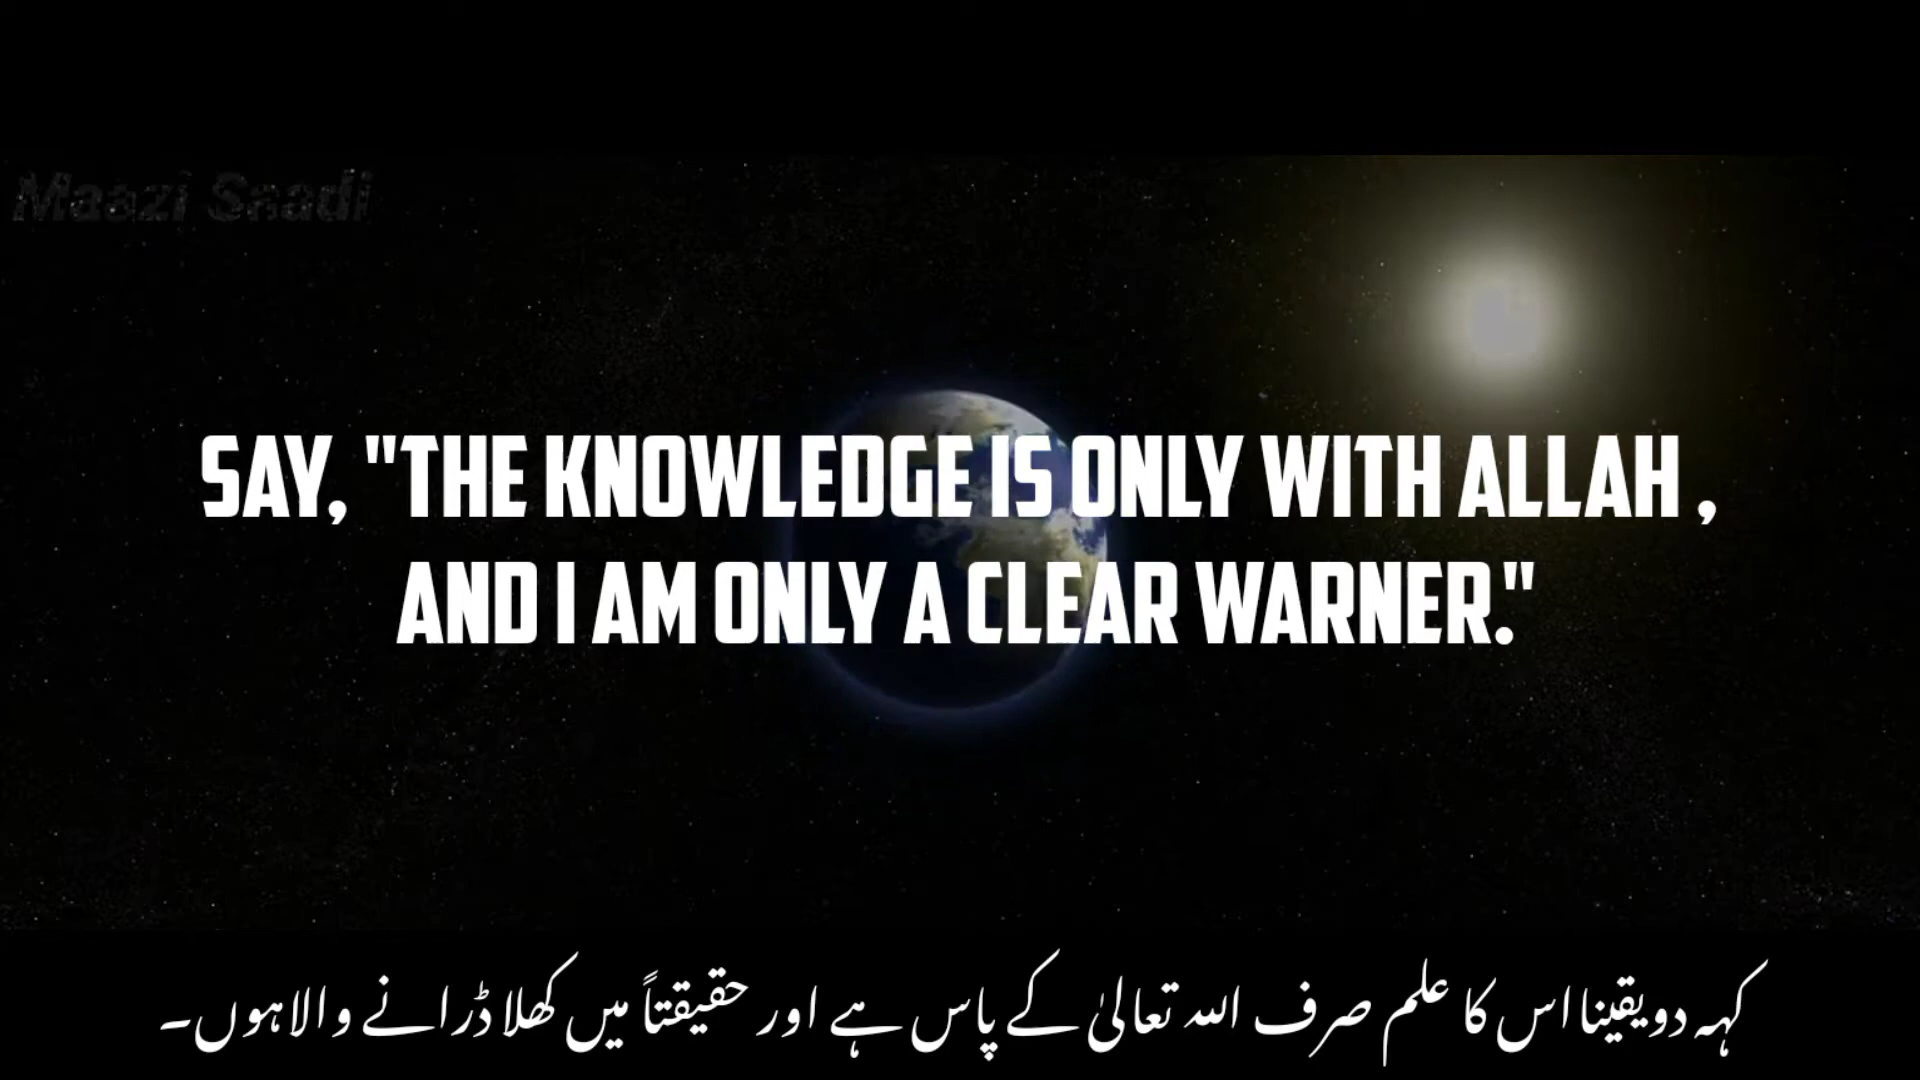 Maazi Saadi
SAY, "THE KNOWLEDGE IS ONLY WITH ALLAH ,
AND I AM ONLY A CLEAR WARNER."
کہہ دو یقینا اس کا علم صرف اللہ تعالیٰ کے پاس ہے اور حقیقتاً میں کھلا ڈرانے والا ہوں۔